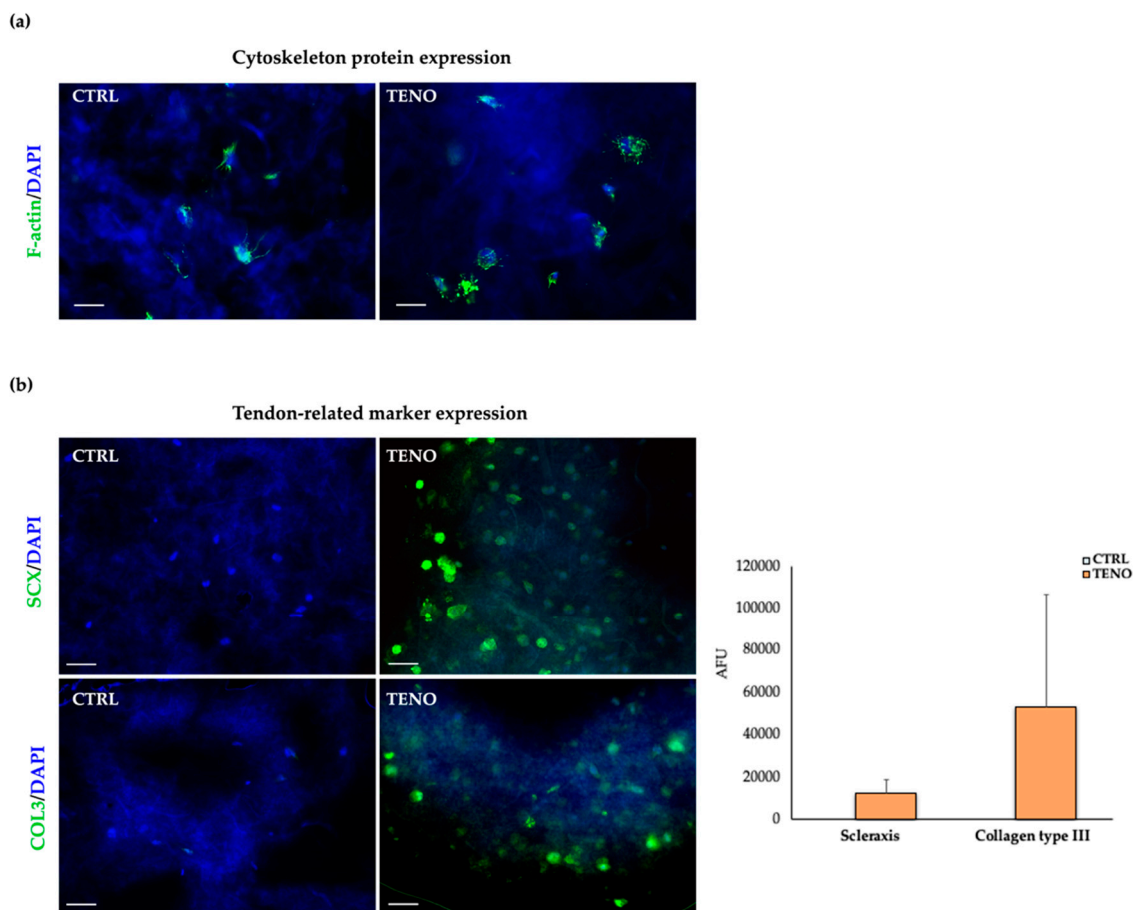 (a)
Cytoskeleton protein expression
CTRL
TENO
F-actin/DAPI
(b)
Tendon-related marker expression
CTRL
TENO
SCX/DAPI
CTRL
TENO
COL3/DAPI
CTRL
TENO
AFU
120000
100000
80000
60000
40000
20000
0
Scleraxis
Collagen type III